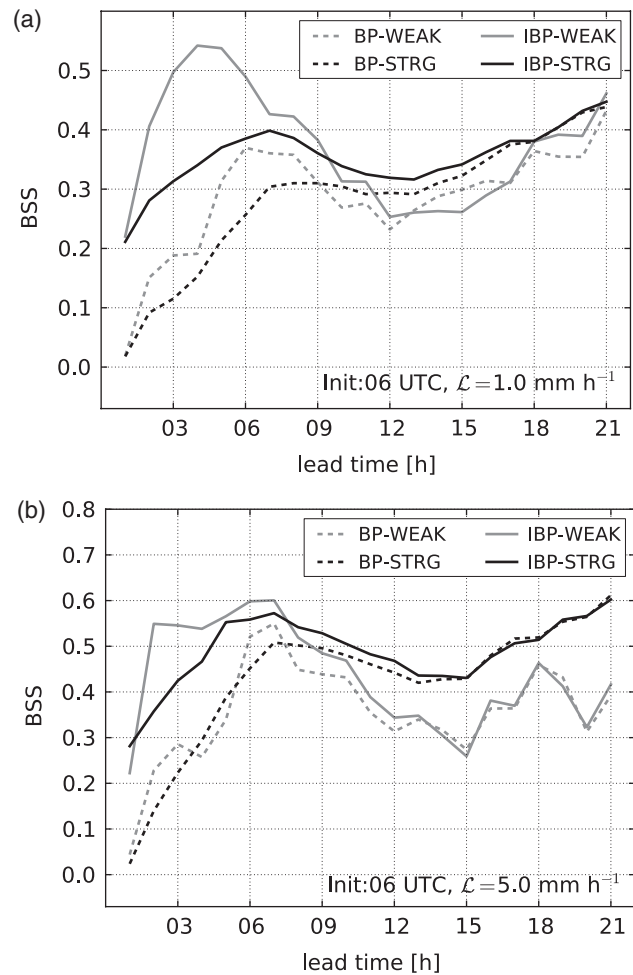 (a)
BP-WEAK IBP-WEAK
BP-STRG IBP-STRG
0.5
0.4
0.3
0.2
0.1
0.0
BSS
Init:06 UTC, ℒ=1.0 mm h⁻¹
03 06 09 12 15 18 21
lead time [h]
(b)
0.8
BP-WEAK IBP-WEAK
BP-STRG IBP-STRG
0.7
0.6
0.5
0.4
0.3
0.2
0.1
0.0
BSS
Init:06 UTC, ℒ=5.0 mm h⁻¹
03 06 09 12 15 18 21
lead time [h]